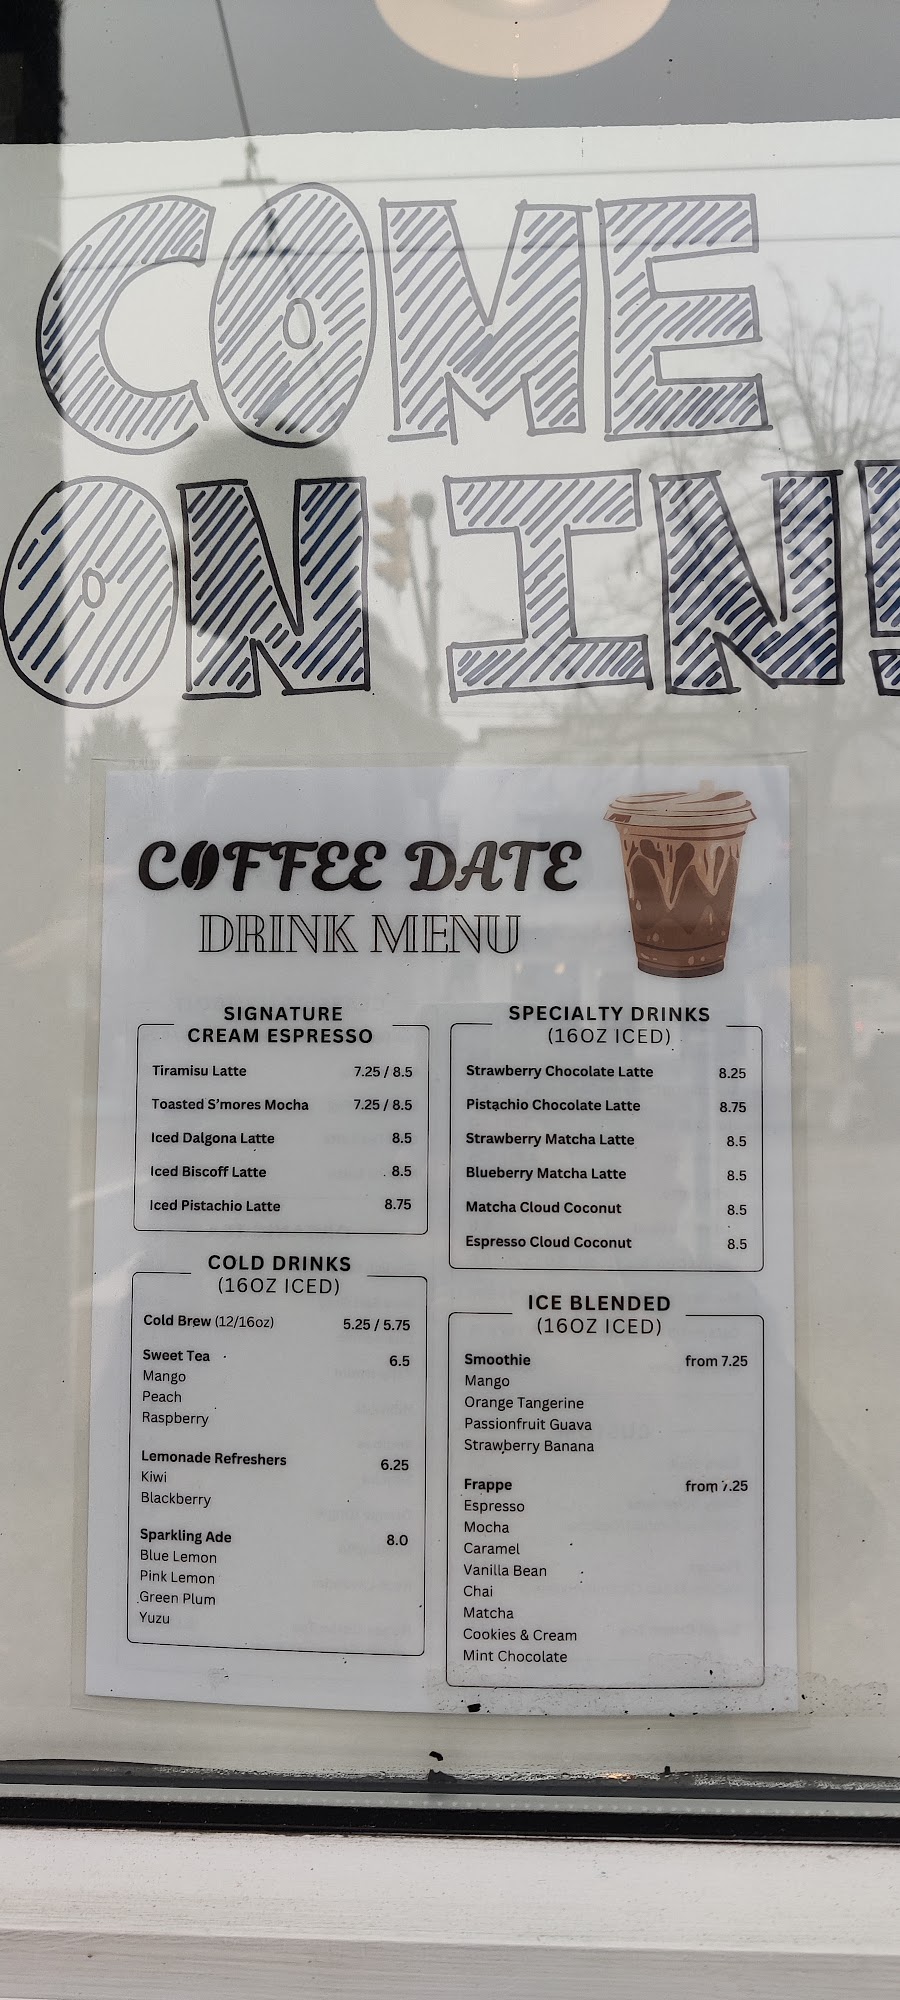 COME
ON IN!
COFFEE DATE
DRINK MENU
SIGNATURE
CREAM ESPRESSO
Tiramisu Latte 7.25 / 8.5
Toasted S'mores Mocha 7.25 / 8.5
Iced Dalgona Latte 8.5
Iced Biscoff Latte 8.5
Iced Pistachio Latte 8.75
COLD DRINKS
(16OZ ICED)
Cold Brew (12/16oz) 5.25 / 5.75
Sweet Tea 6.5
Mango
Peach
Raspberry
Lemonade Refreshers 6.25
Kiwi
Blackberry
Sparkling Ade 8.0
Blue Lemon
Pink Lemon
Green Plum
Yuzu
SPECIALTY DRINKS
(16OZ ICED)
Strawberry Chocolate Latte 8.25
Pistachio Chocolate Latte 8.75
Strawberry Matcha Latte 8.5
Blueberry Matcha Latte 8.5
Matcha Cloud Coconut 8.5
Espresso Cloud Coconut 8.5
ICE BLENDED
(16OZ ICED)
Smoothie from 7.25
Mango
Orange Tangerine
Passionfruit Guava
Strawberry Banana
Frappe from 7.25
Espresso
Mocha
Caramel
Vanilla Bean
Chai
Matcha
Cookies & Cream
Mint Chocolate